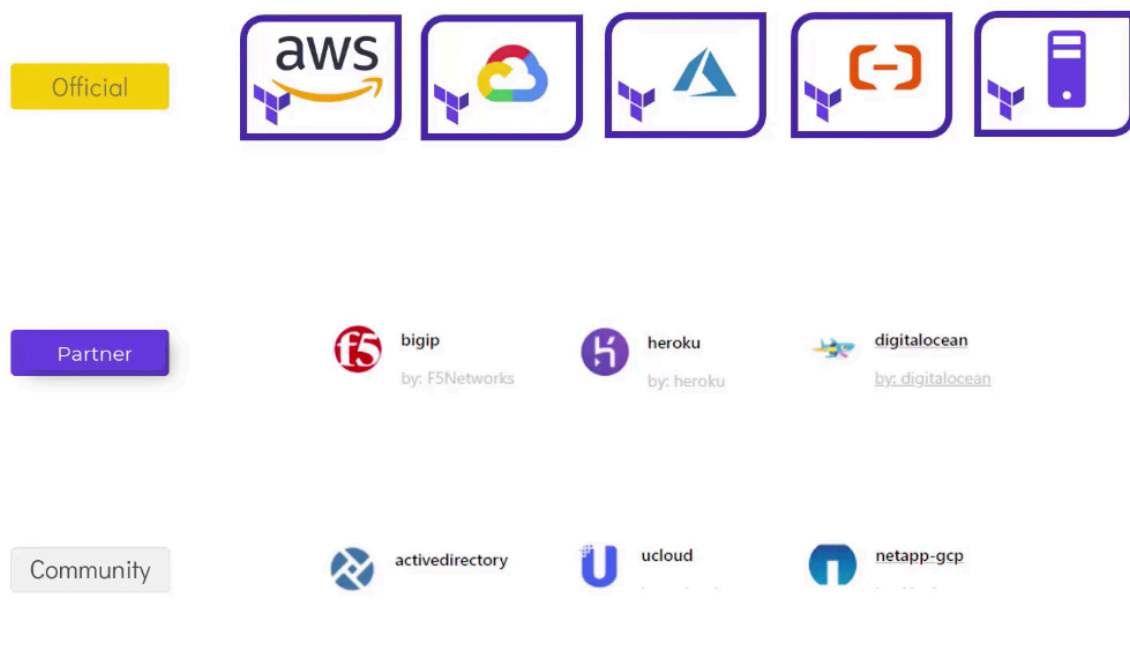 Official
aws
Partner
bigip
by: F5Networks
heroku
by: heroku
digitalocean
by: digitalocean
Community
activedirectory
ucloud
netapp-gcp